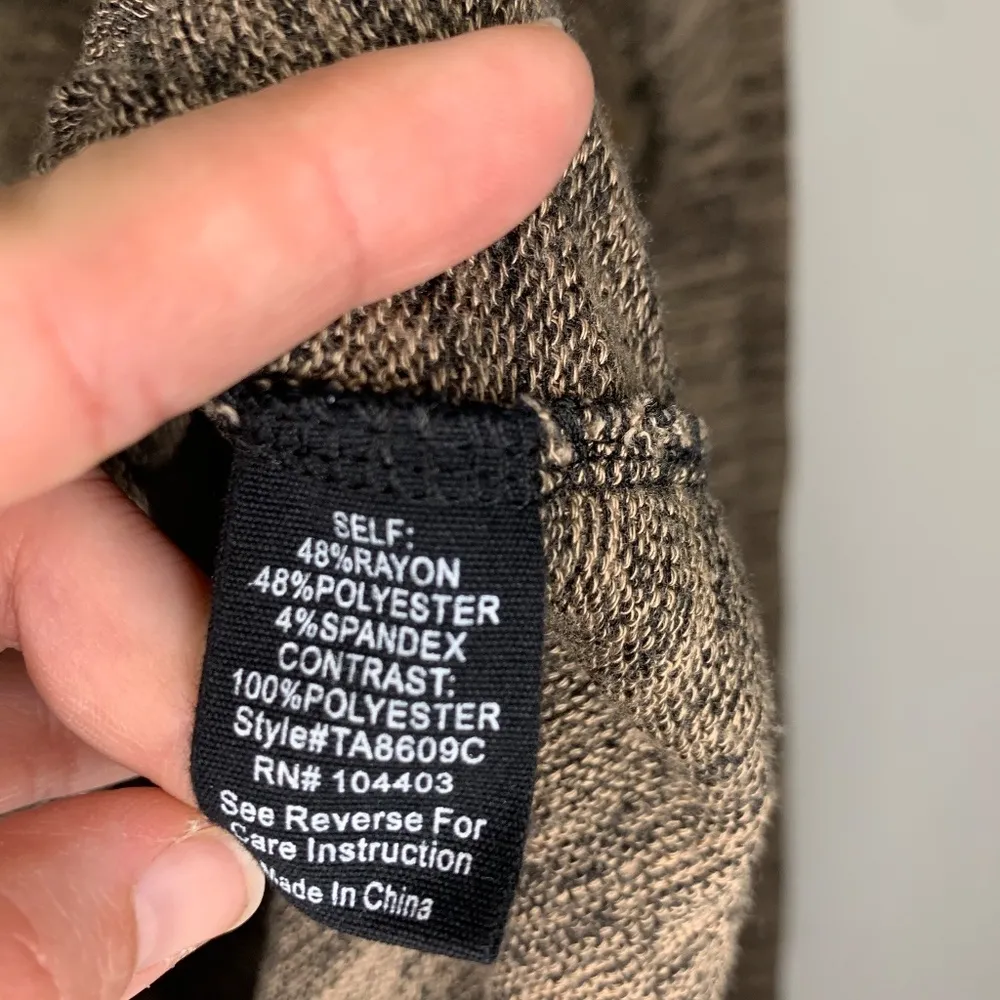 SELF:
48%RAYON
48%POLYESTER
4%SPANDEX
CONTRAST:
100%POLYESTER
Style#TA8609C
RN# 104403
See Reverse For
Care Instruction
Made In China